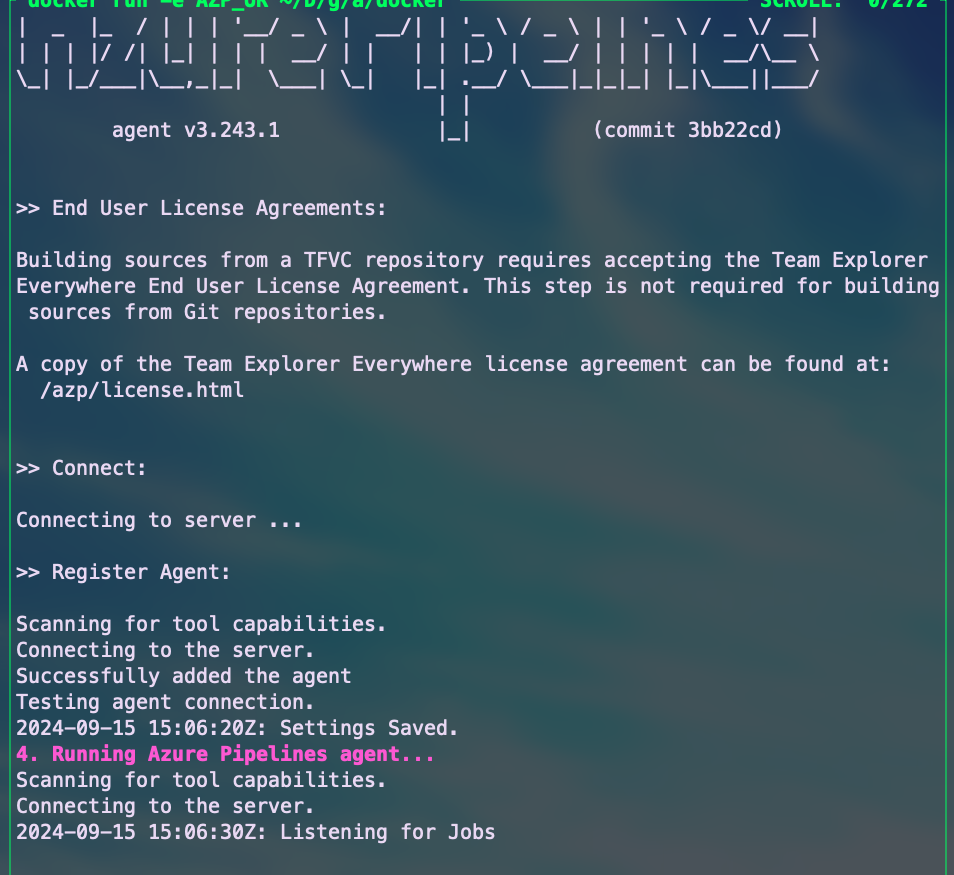 docker run -e AZP_UR ~/D/g/a/docker SCROLL: 0/272
agent v3.243.1 (commit 3bb22cd)
>> End User License Agreements:
Building sources from a TFVC repository requires accepting the Team Explorer
Everywhere End User License Agreement. This step is not required for building
sources from Git repositories.
A copy of the Team Explorer Everywhere license agreement can be found at:
/azp/license.html
>> Connect:
Connecting to server ...
>> Register Agent:
Scanning for tool capabilities.
Connecting to the server.
Successfully added the agent
Testing agent connection.
2024-09-15 15:06:20Z: Settings Saved.
4. Running Azure Pipelines agent...
Scanning for tool capabilities.
Connecting to the server.
2024-09-15 15:06:30Z: Listening for Jobs